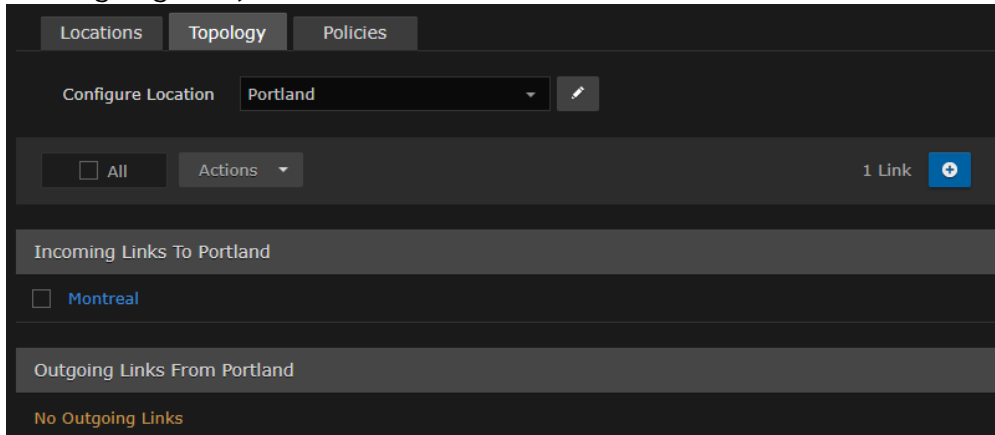 Locations Topology Policies
Configure Location Portland
All Actions 1 Link
Incoming Links To Portland
Montreal
Outgoing Links From Portland
No Outgoing Links